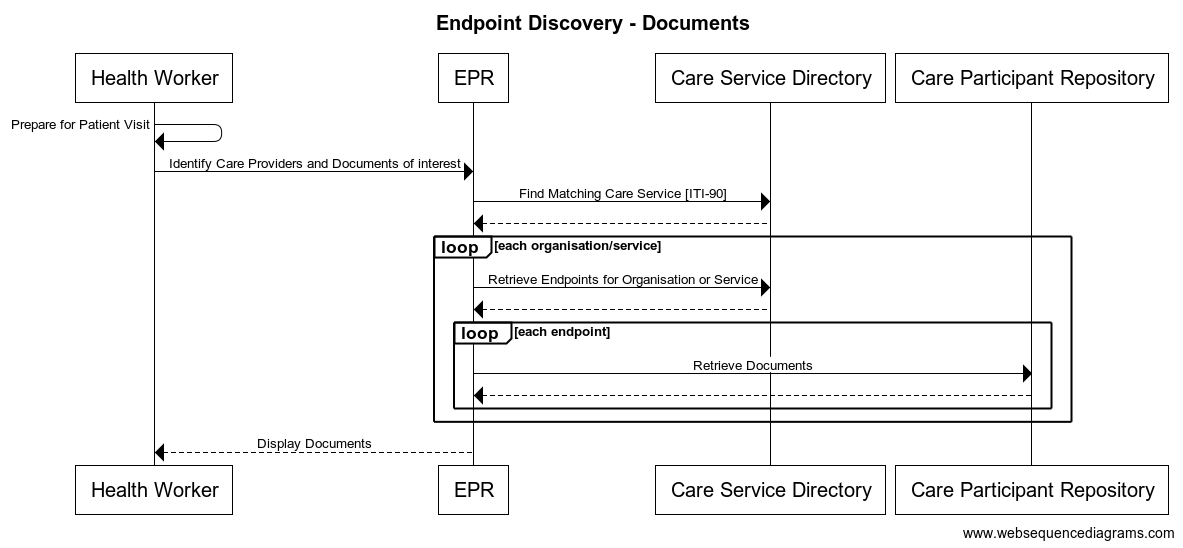 Endpoint Discovery - Documents
Health Worker
EPR
Care Service Directory
Care Participant Repository
Prepare for Patient Visit
Identify Care Providers and Documents of interest
Find Matching Care Service [ITI-90]
loop [each organisation/service]
Retrieve Endpoints for Organisation or Service
loop [each endpoint]
Retrieve Documents
Display Documents
Health Worker
EPR
Care Service Directory
Care Participant Repository
www.websequencediagrams.com